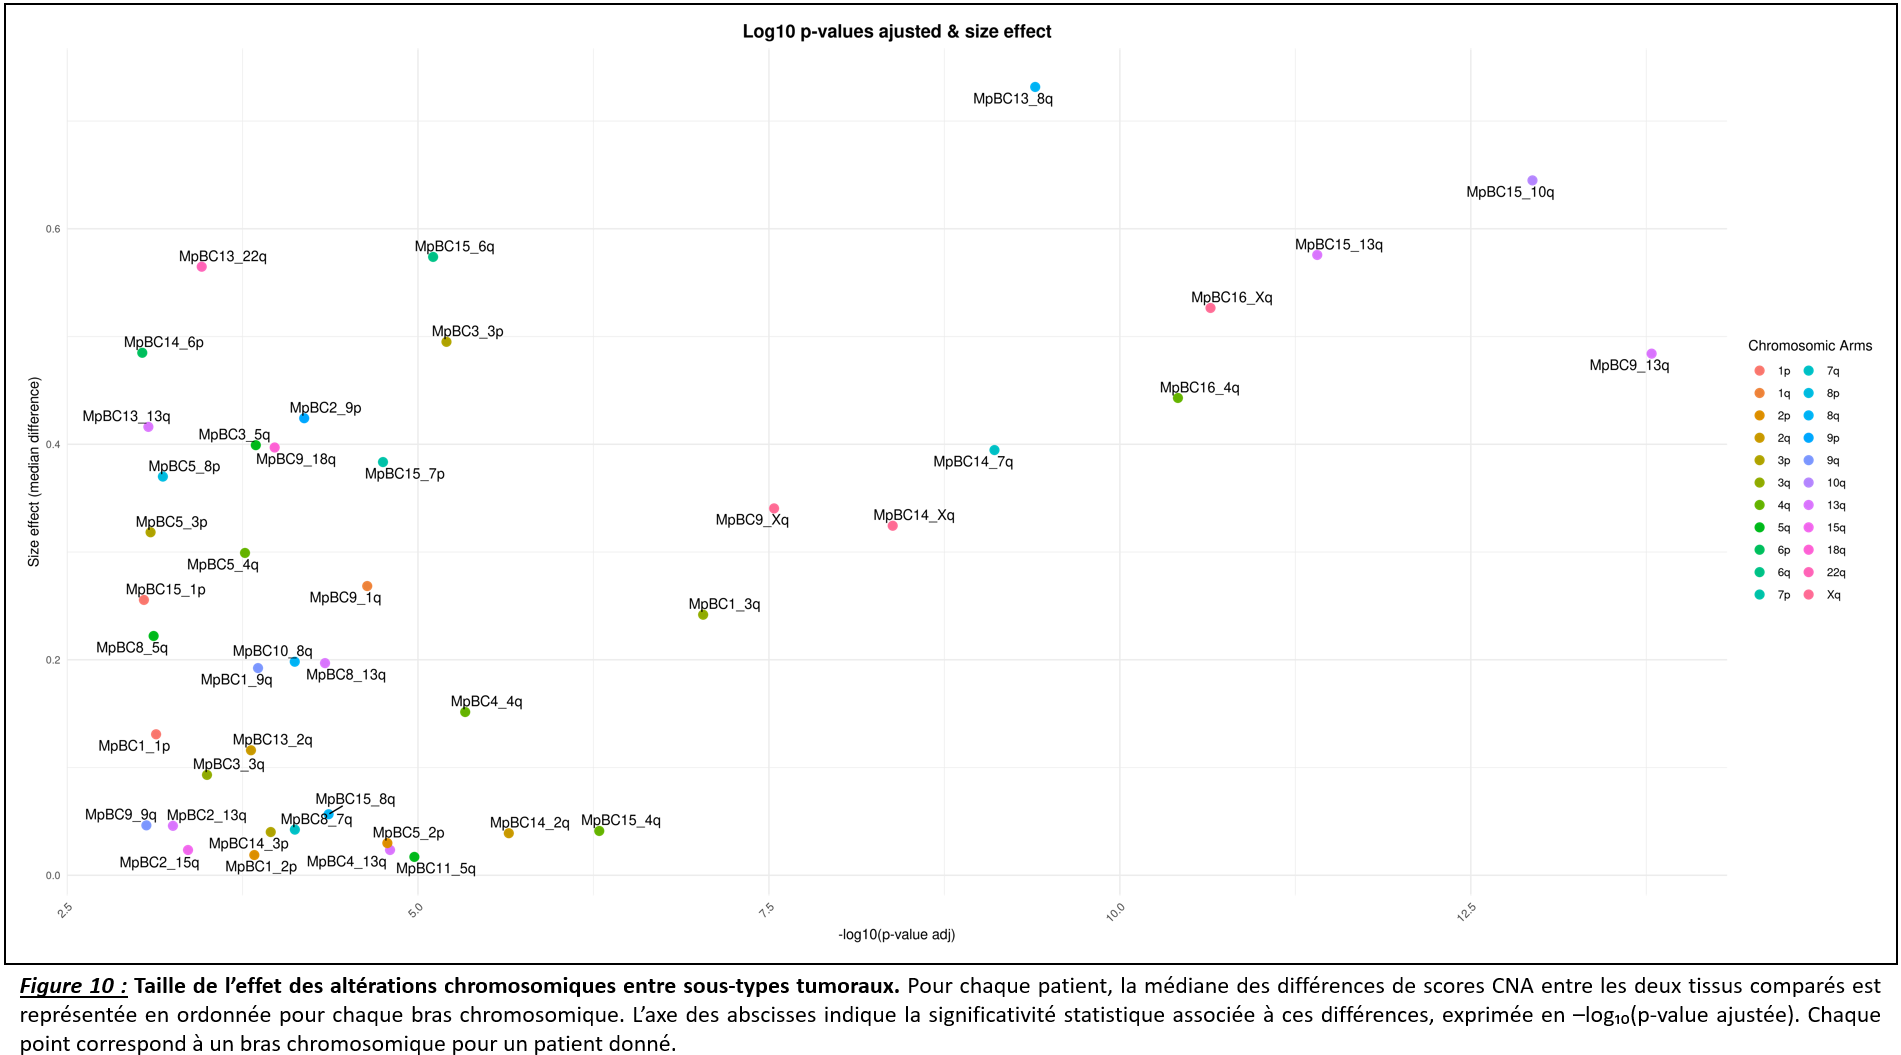 Log10 p-values ajusted & size effect
MpBC13_8q
MpBC15_10q
MpBC15_13q
MpBC15_6q
MpBC13_22q
MpBC16_Xq
MpBC3_3p
MpBC14_6p
MpBC9_13q
MpBC16_4q
MpBC2_9p
MpBC13_13q
MpBC3_5q
MpBC9_18q
MpBC14_7q
MpBC5_8p
MpBC15_7p
MpBC14_Xq
MpBC9_Xq
MpBC5_3p
MpBC5_4q
MpBC15_1p
MpBC9_1q
MpBC1_3q
MpBC8_5q
MpBC10_8q
MpBC8_13q
MpBC1_9q
MpBC4_4q
MpBC13_2q
MpBC1_1p
MpBC3_3q
MpBC15_8q
MpBC9_9q
MpBC2_13q
MpBC8_7q
MpBC14_2q
MpBC15_4q
MpBC5_2p
MpBC14_3p
MpBC2_15q
MpBC1_2p
MpBC4_13q
MpBC11_5q
Size effect (median difference)
0.6
0.4
0.2
0.0
2.5
5.0
7.5
10.0
12.5
-log10(p-value adj)
Chromosomic Arms
1p 7q
1q 8p
2p 8q
2q 9p
3p 9q
3q 10q
4q 13q
5q 15q
6p 18q
6q 22q
7p Xq
Figure 10 : Taille de l’effet des altérations chromosomiques entre sous-types tumoraux. Pour chaque patient, la médiane des différences de scores CNA entre les deux tissus comparés est
représentée en ordonnée pour chaque bras chromosomique. L’axe des abscisses indique la significativité statistique associée à ces différences, exprimée en –log₁₀(p-value ajustée). Chaque
point correspond à un bras chromosomique pour un patient donné.